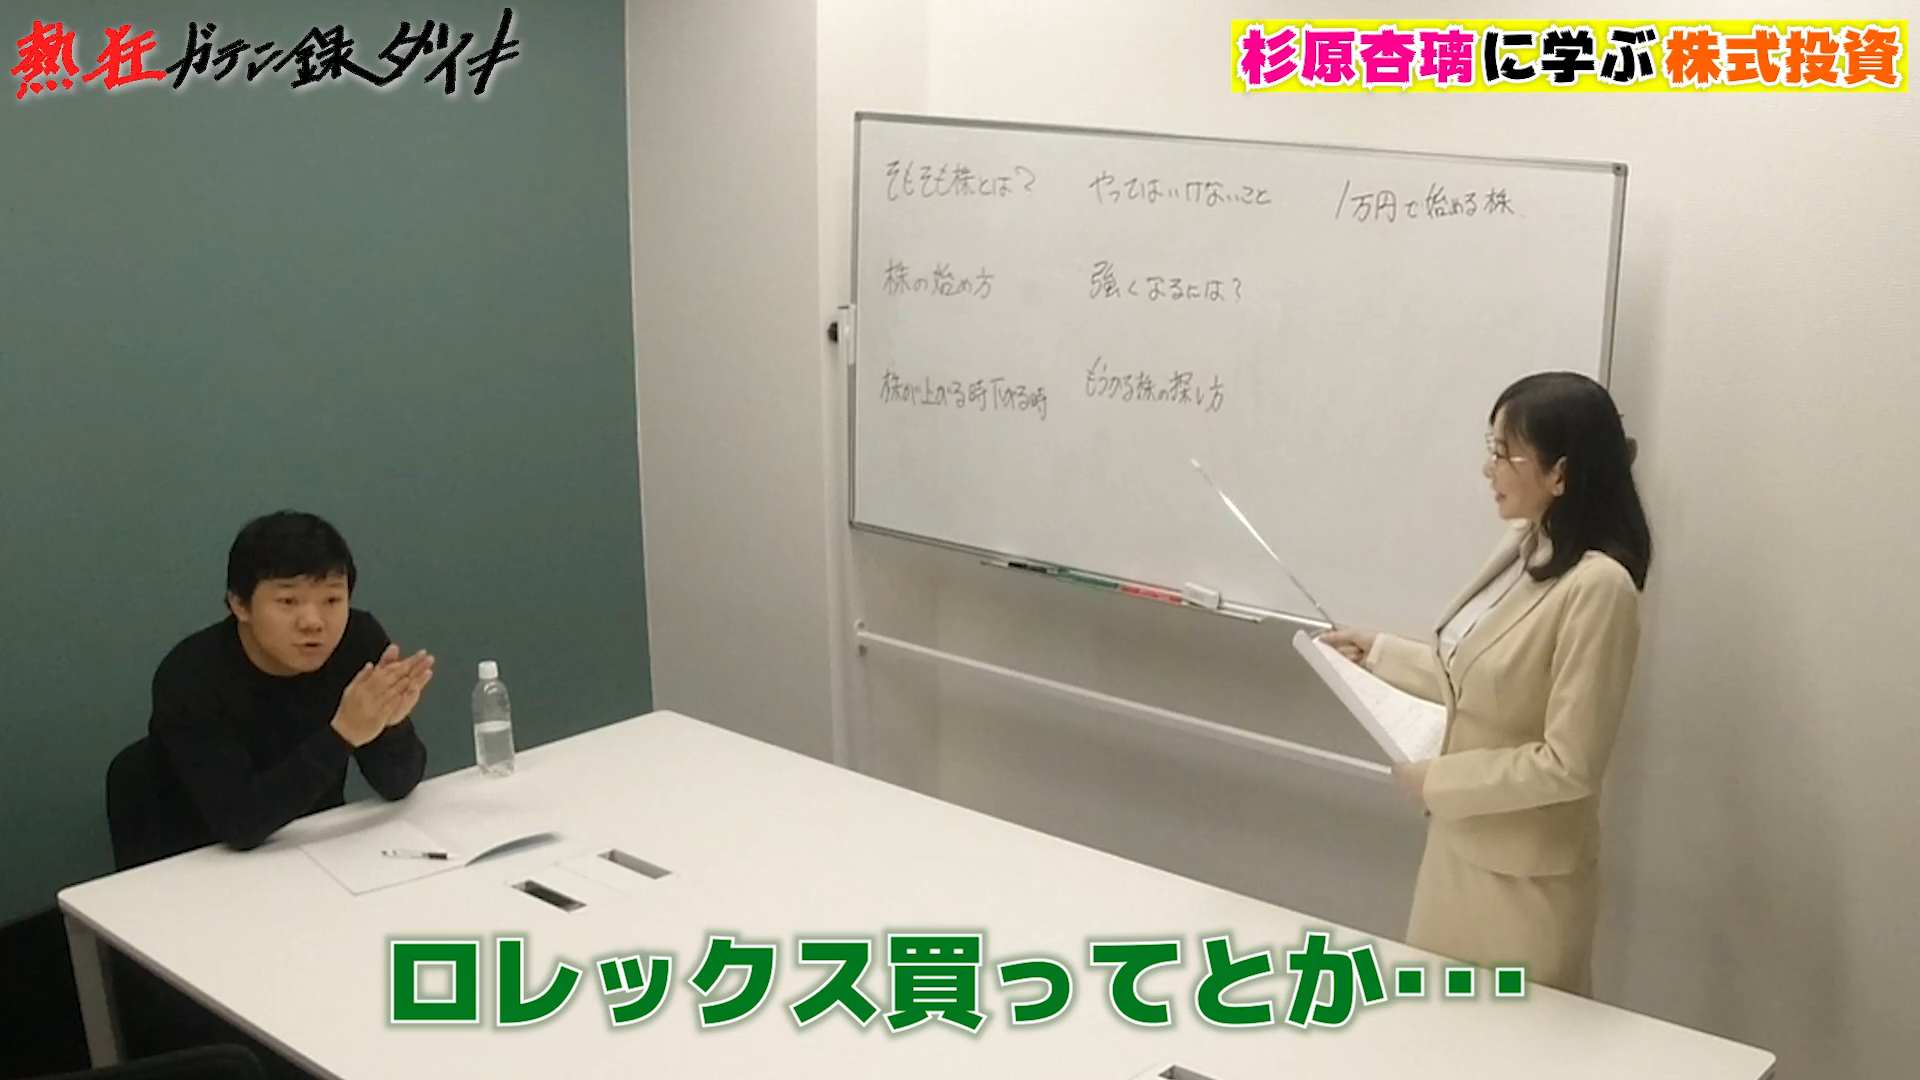 熱狂ガテン録ダイキ
杉原杏璃に学ぶ株式投資
そもそも株とは?
やってはいけないこと
1万円で始める株
株の始め方
強くなるには?
株が上がる時下がる時
もうかる株の探し方
ロレックス買ってとか・・・